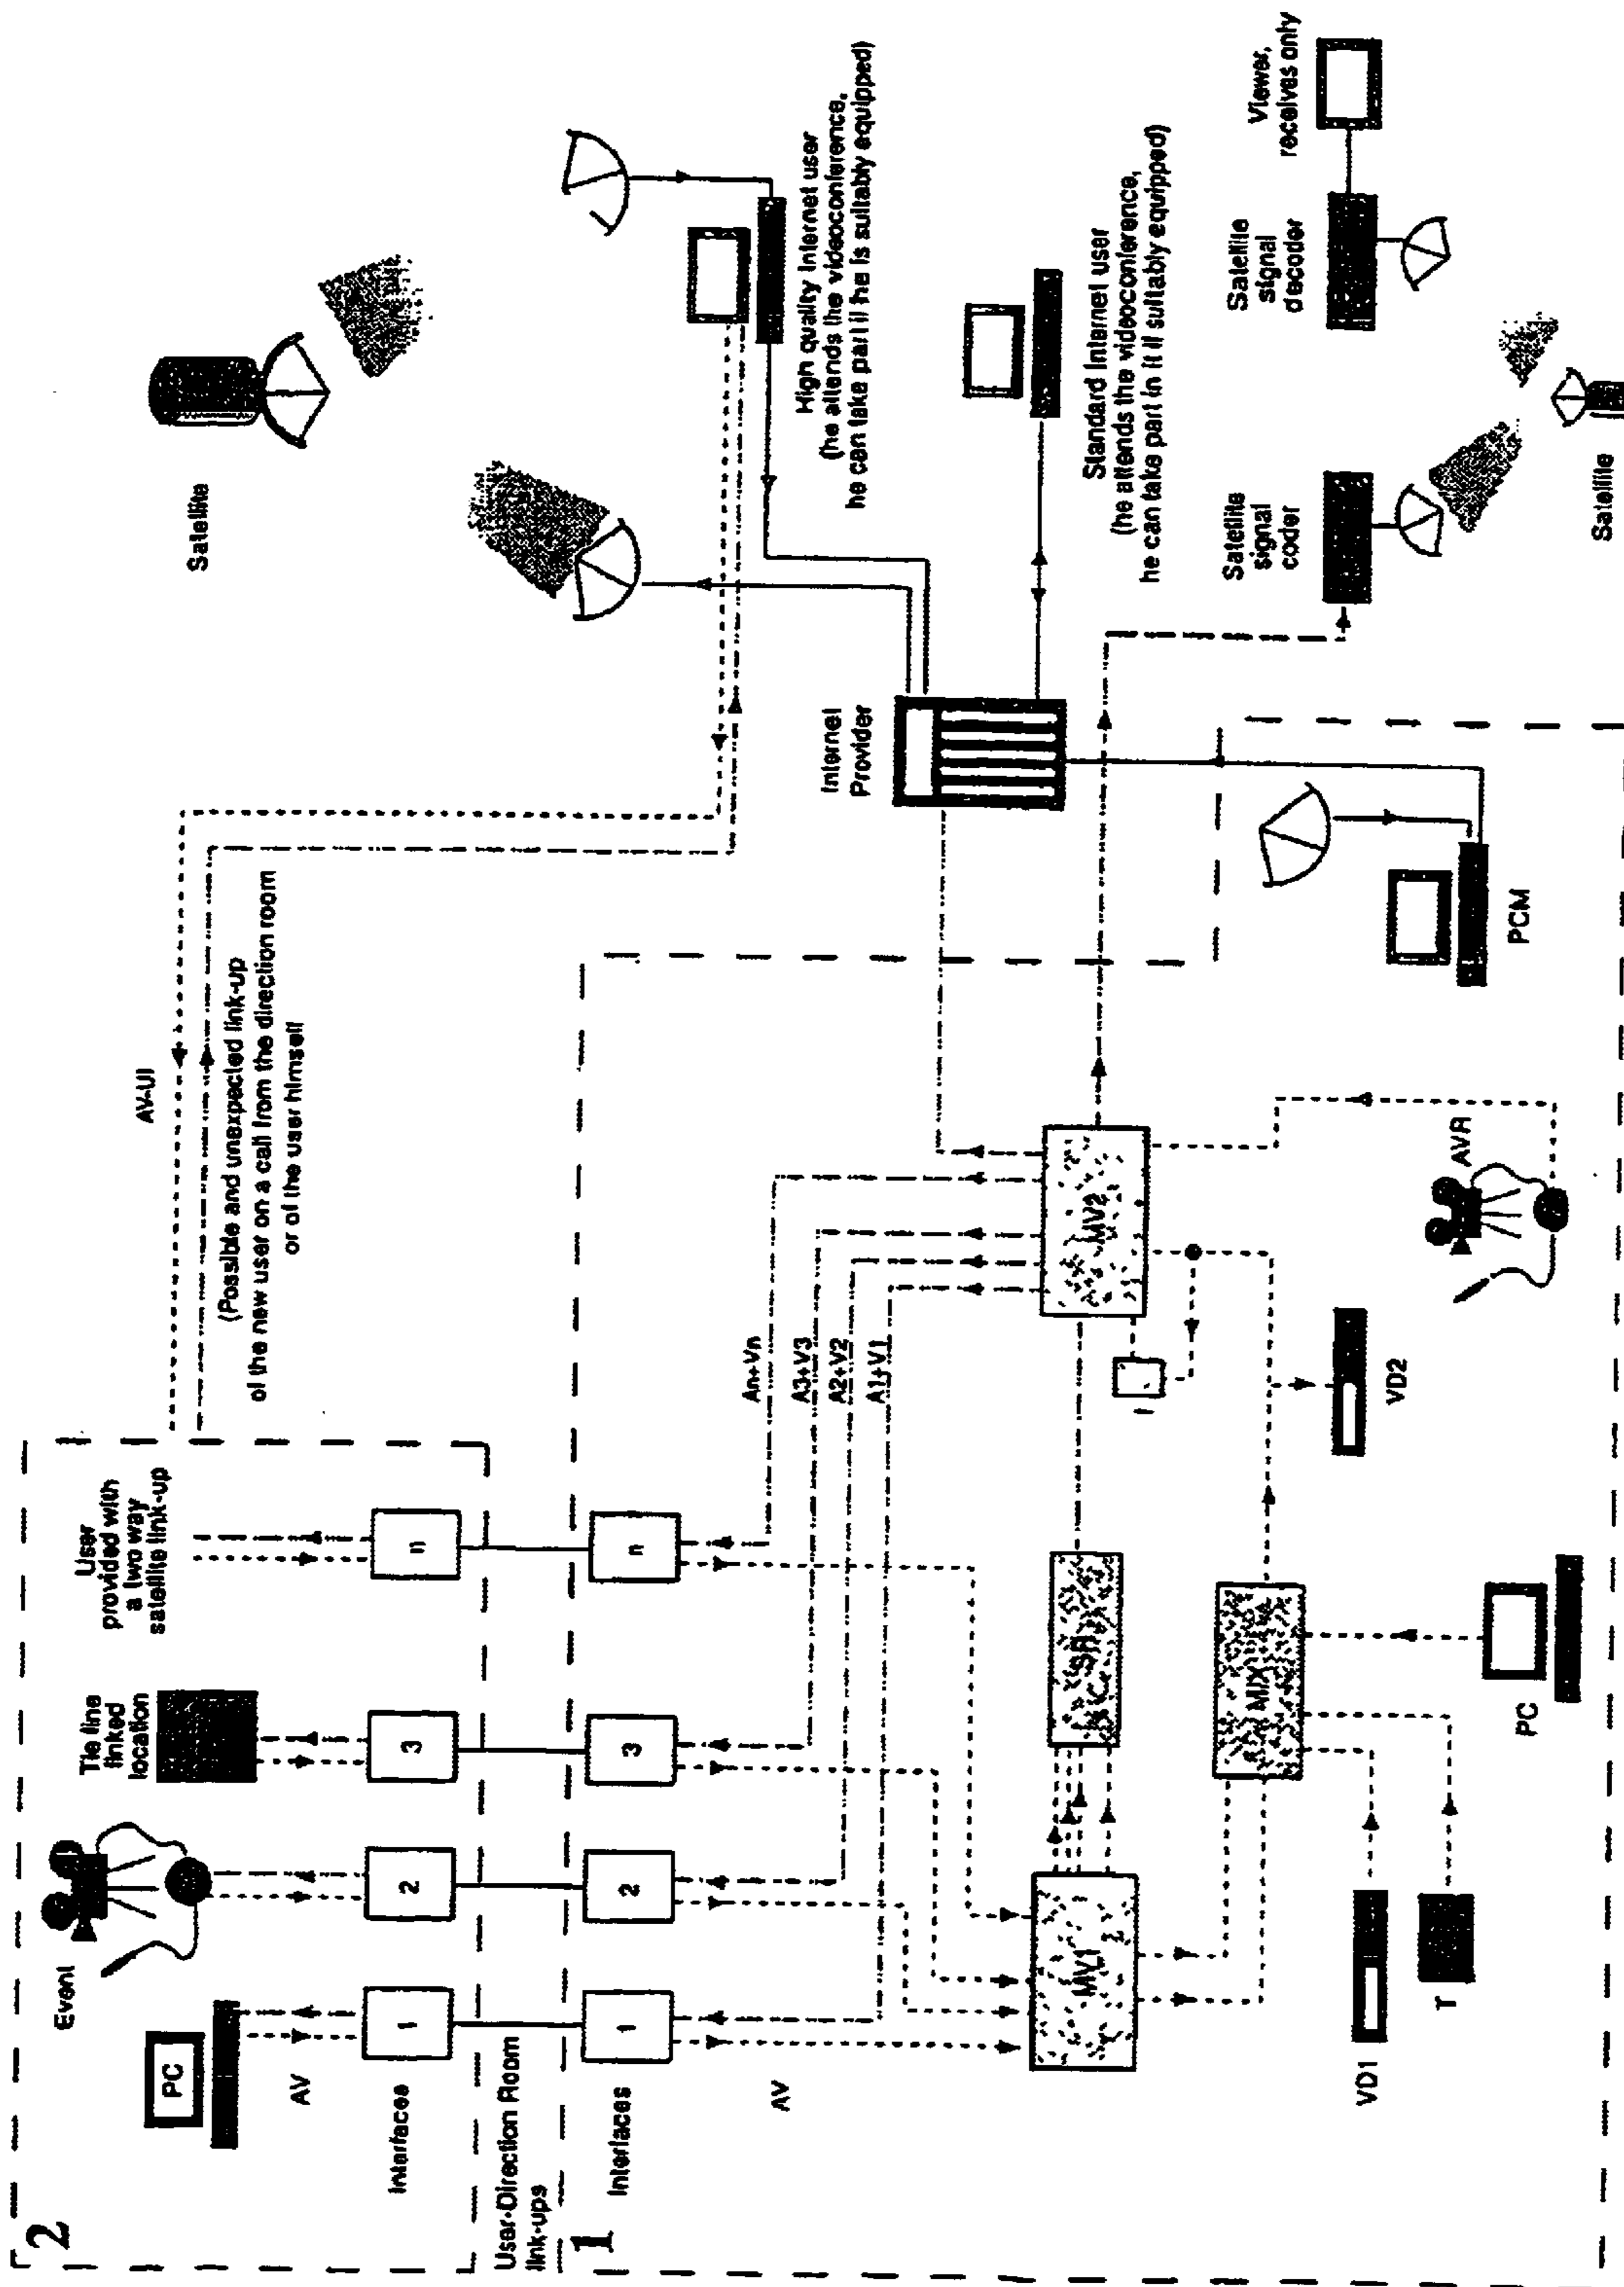 2
PC
AV
Interfaces
Event
Tie line
linked
location
User
provided with
a two way
satellite link-up
1
2
3
n
User-Direction Room
link-ups
1
Interfaces
AV
1
2
3
n
AV-UI
(Possible and unexpected link-up
of the new user on a call from the direction room
or of the user himself
An+Vn
A3+V3
A2+V2
A1+V1
MV1
MV2
I
MIX
VD1
T
PC
VD2
AVR
PCM
Internet
Provider
Satellite
High quality Internet user
(he attends the videoconference,
he can take part if he is suitably equipped)
Standard Internet user
(he attends the videoconference,
he can take part in it if suitably equipped)
Satellite
signal
coder
Satellite
signal
decoder
Viewer,
receives only
Satellite